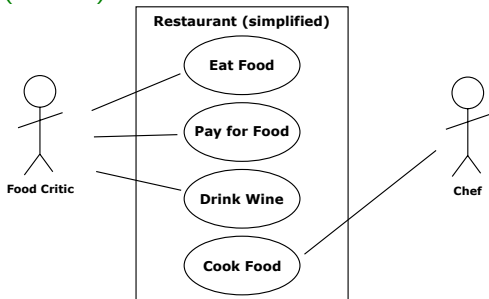 Restaurant (simplified)
Eat Food
Pay for Food
Drink Wine
Cook Food
Food Critic
Chef